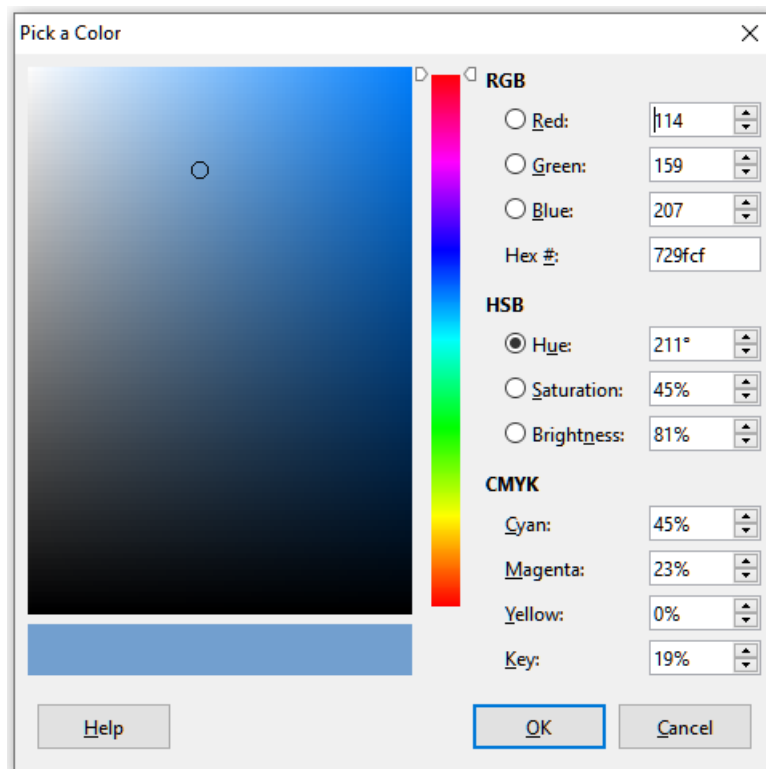 Pick a Color
RGB
Red: 114
Green: 159
Blue: 207
Hex #: 729fcf
HSB
Hue: 211°
Saturation: 45%
Brightness: 81%
CMYK
Cyan: 45%
Magenta: 23%
Yellow: 0%
Key: 19%
Help OK Cancel